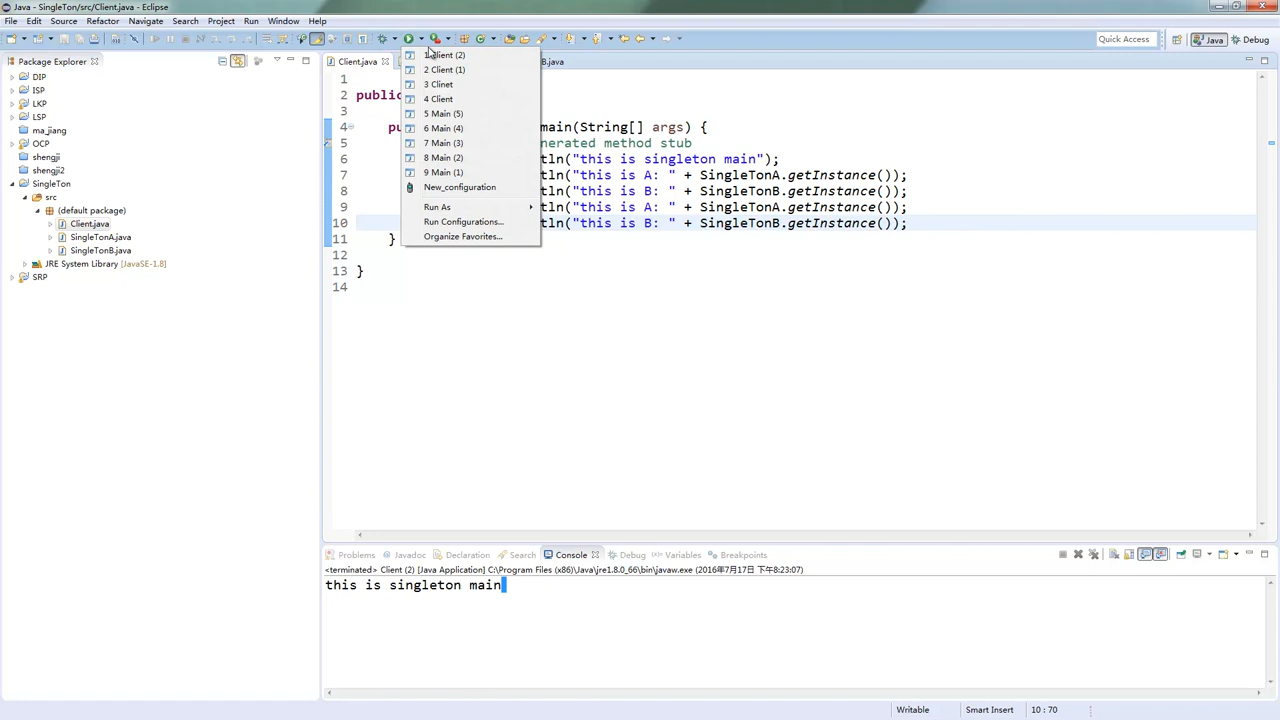 Java - SingleTon/src/Client.java - Eclipse
File Edit Source Refactor Navigate Search Project Run Window Help
Quick Access Java Debug
Package Explorer
DIP
ISP
LKP
LSP
ma_jiang
OCP
shengji
shengji2
SingleTon
src
(default package)
Client.java
SingleTonA.java
SingleTonB.java
JRE System Library [JavaSE-1.8]
SRP
Client.java B.java
1 Client (2)
2 Client (1)
3 Clinet
4 Client
5 Main (5)
6 Main (4)
7 Main (3)
8 Main (2)
9 Main (1)
New_configuration
Run As
Run Configurations...
Organize Favorites...
1
2 public
3
4 pu main(String[] args) {
5 nerated method stub
6 tln("this is singleton main");
7 tln("this is A: " + SingleTonA.getInstance());
8 tln("this is B: " + SingleTonB.getInstance());
9 tln("this is A: " + SingleTonA.getInstance());
10 tln("this is B: " + SingleTonB.getInstance());
11 }
12
13 }
14
Problems Javadoc Declaration Search Console Debug Variables Breakpoints
<terminated> Client (2) [Java Application] C:\Program Files (x86)\Java\jre1.8.0_66\bin\javaw.exe (2016年7月17日 下午8:23:07)
this is singleton main
Writable Smart Insert 10 : 70